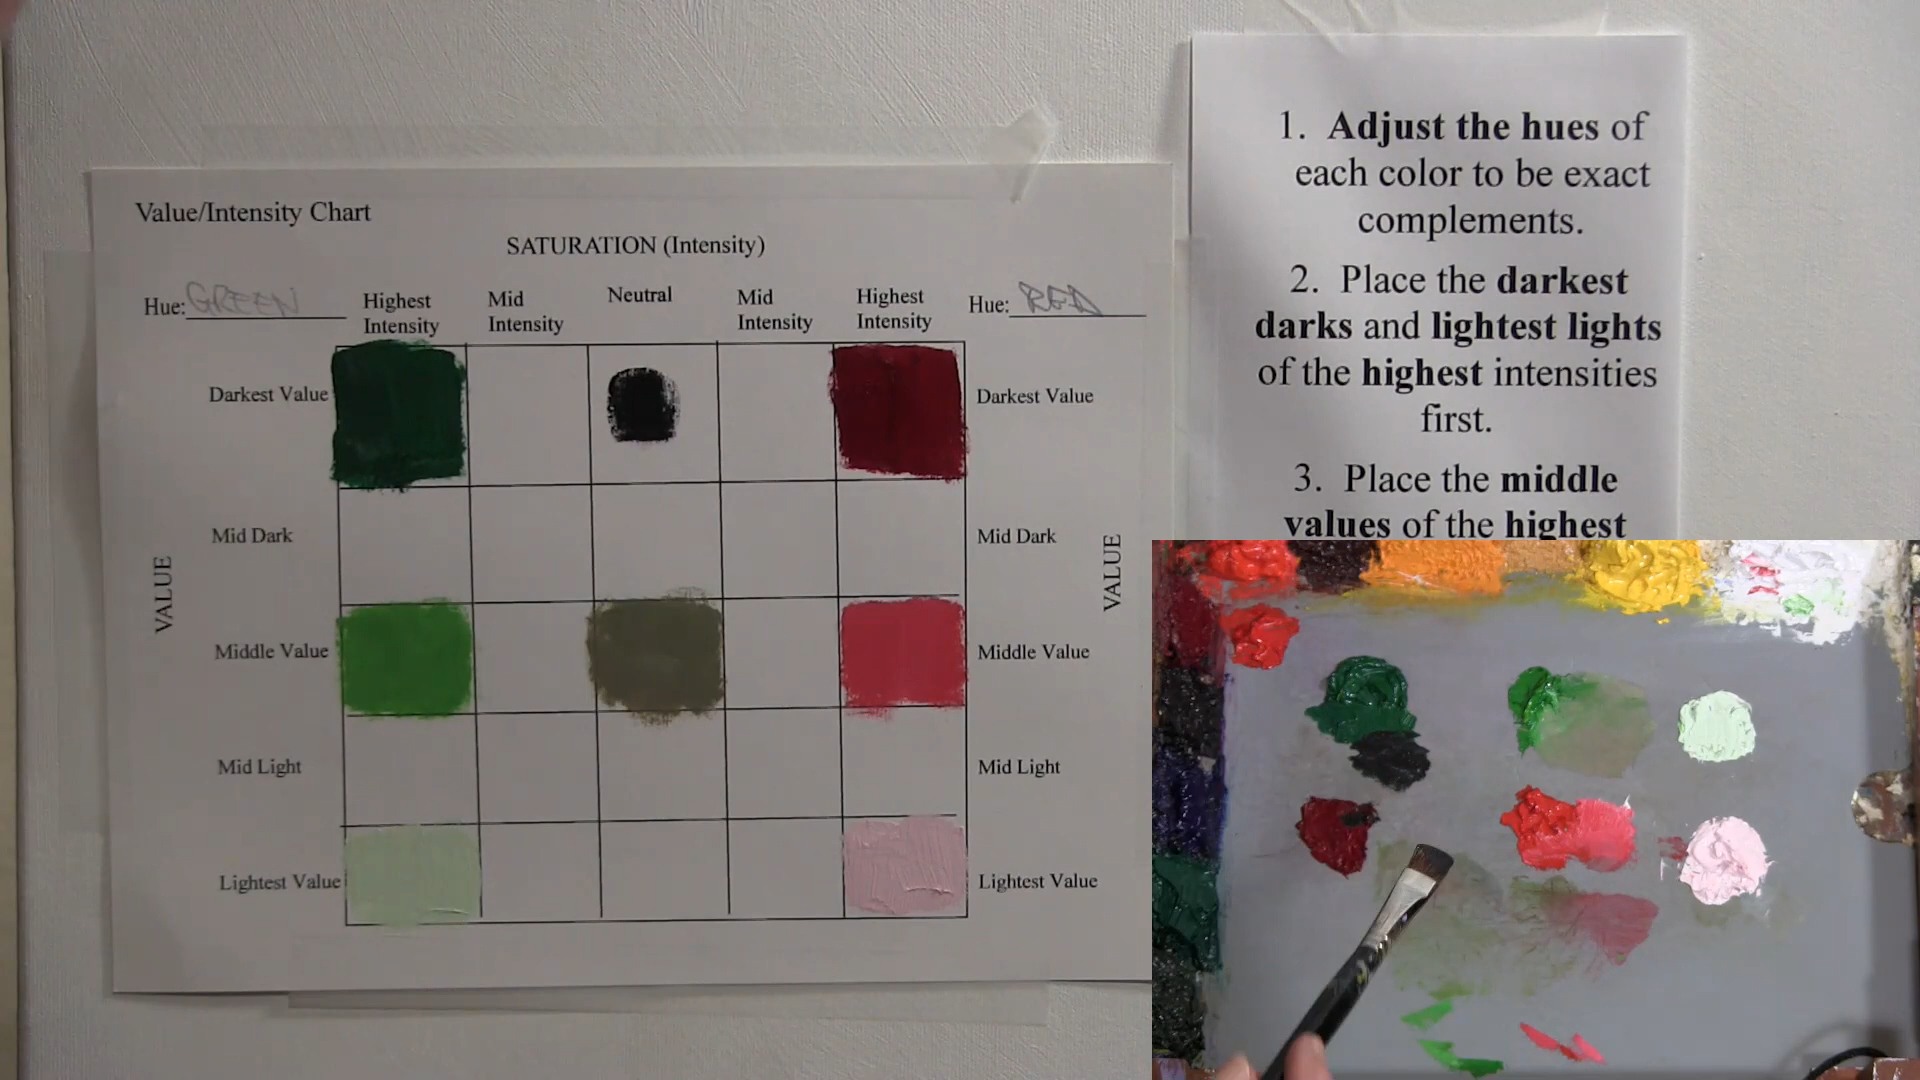 Value/Intensity Chart
SATURATION (Intensity)
Hue: GREEN
Highest
Intensity
Mid
Intensity
Neutral
Mid
Intensity
Highest
Intensity
Hue: RED
Darkest Value
Darkest Value
Mid Dark
Mid Dark
VALUE
VALUE
Middle Value
Middle Value
Mid Light
Mid Light
Lightest Value
Lightest Value
1. Adjust the hues of
each color to be exact
complements.
2. Place the darkest
darks and lightest lights
of the highest intensities
first.
3. Place the middle
values of the highest